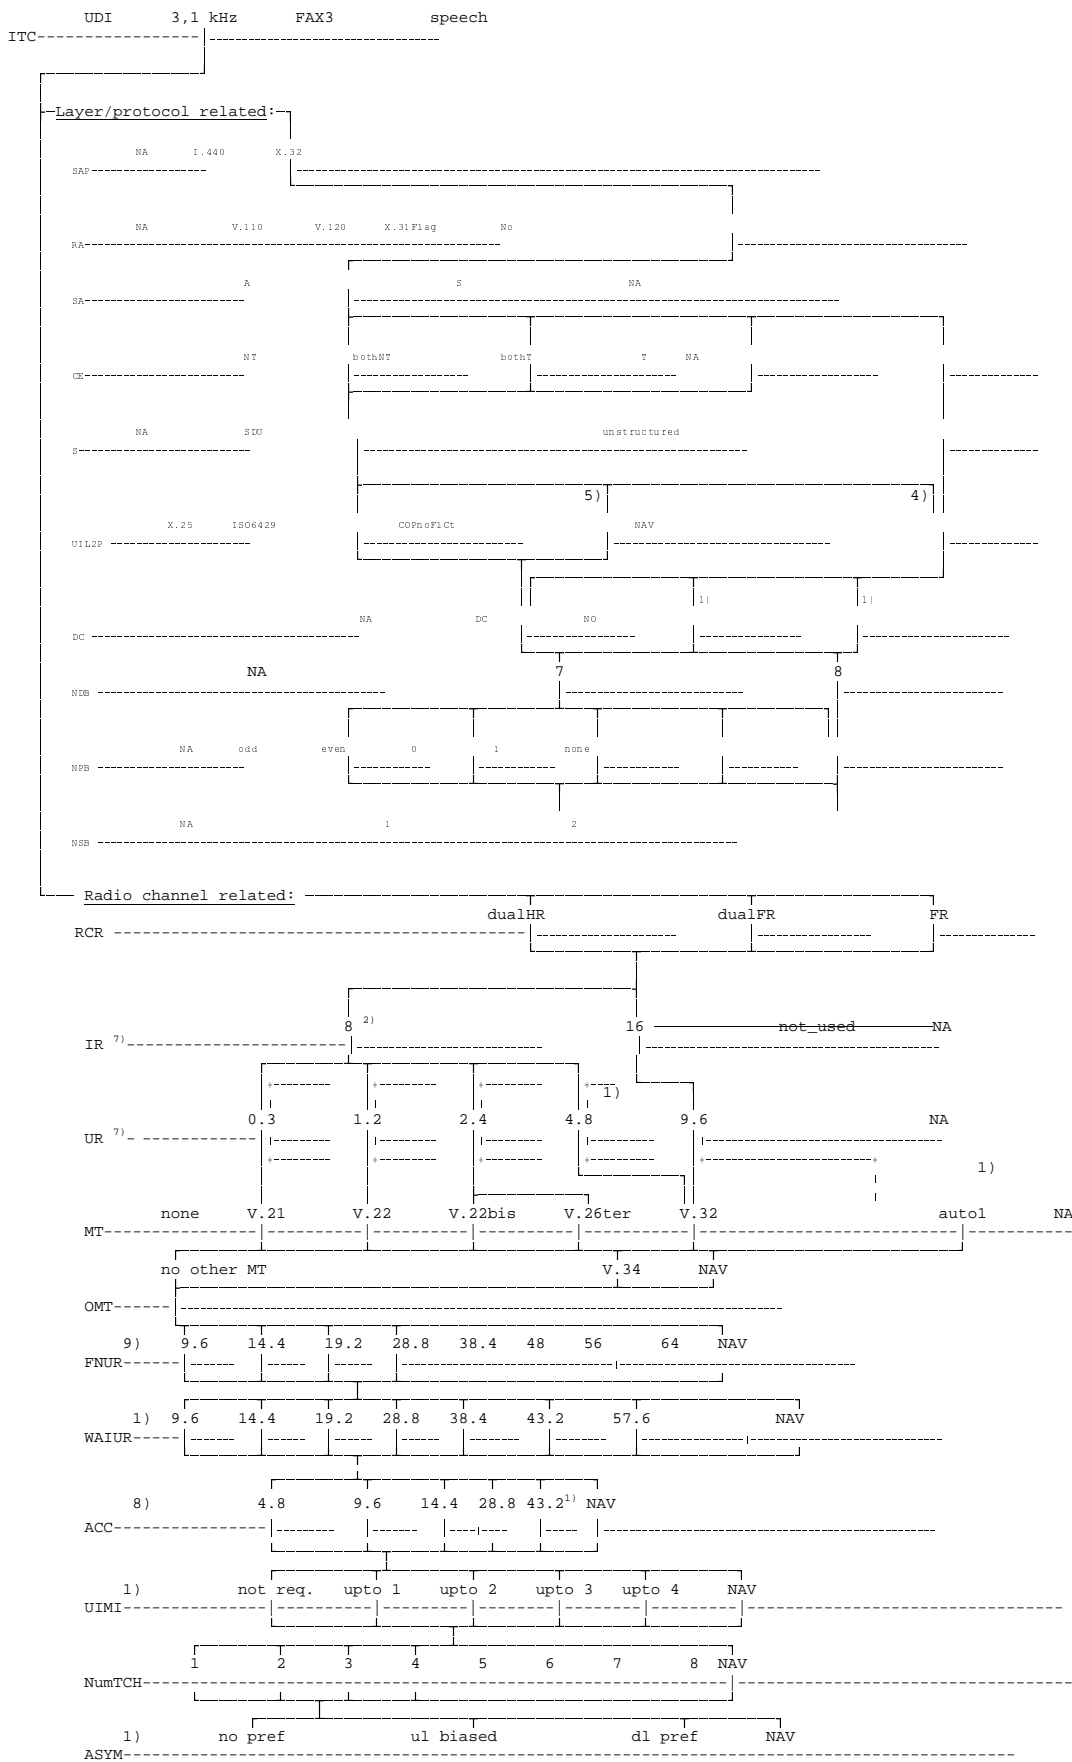 UDI 3,1 kHz FAX3 speech
ITC
Layer/protocol related:
NA I.440 X.32
SAP
NA V.110 V.120 X.31Flag No
RA
A S NA
SA
NT bothNT bothT T NA
CE
NA SDU unstructured
S
5) 4)
X.25 ISO6429 COPnoFlCt NAV
UIL2P
1| 1|
NA DC NO
DC
NA 7 8
NDB
NA odd even 0 1 none
NPB
NA 1 2
NSB
Radio channel related:
dualHR dualFR FR
RCR
8 2) 16 not_used NA
IR 7)
1)
0.3 1.2 2.4 4.8 9.6 NA
UR 7)
1)
none V.21 V.22 V.22bis V.26ter V.32 auto1 NA
MT
no other MT V.34 NAV
OMT
9) 9.6 14.4 19.2 28.8 38.4 48 56 64 NAV
FNUR
1) 9.6 14.4 19.2 28.8 38.4 43.2 57.6 NAV
WAIUR
8) 4.8 9.6 14.4 28.8 43.2 1) NAV
ACC
1) not req. upto 1 upto 2 upto 3 upto 4 NAV
UIMI
1 2 3 4 5 6 7 8 NAV
NumTCH
1) no pref ul biased dl pref NAV
ASYM